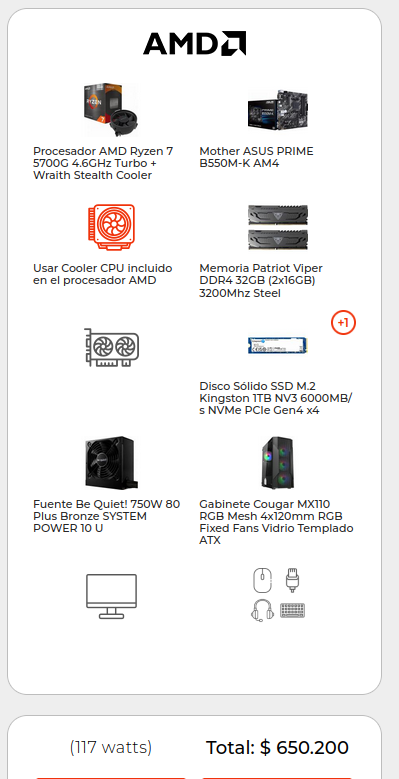 AMD
RYZEN
7
Procesador AMD Ryzen 7
5700G 4.6GHz Turbo +
Wraith Stealth Cooler
Mother ASUS PRIME
B550M-K AM4
Usar Cooler CPU incluido
en el procesador AMD
Memoria Patriot Viper
DDR4 32GB (2x16GB)
3200Mhz Steel
+1
Disco Sólido SSD M.2
Kingston 1TB NV3 6000MB/
s NVMe PCIe Gen4 x4
Fuente Be Quiet! 750W 80
Plus Bronze SYSTEM
POWER 10 U
Gabinete Cougar MX110
RGB Mesh 4x120mm RGB
Fixed Fans Vidrio Templado
ATX
(117 watts)
Total: $ 650.200